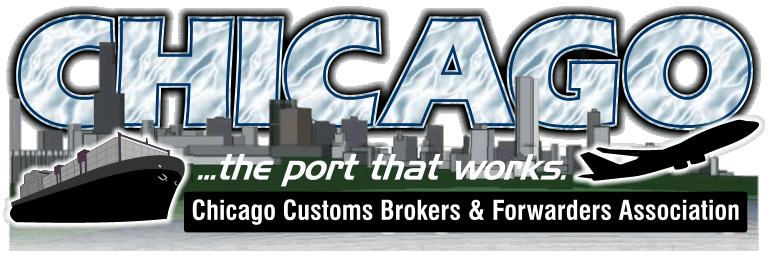 CHICAGO
...the port that works.
Chicago Customs Brokers & Forwarders Association